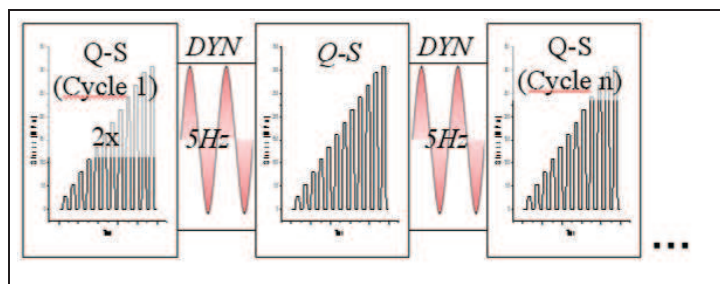 Q-S
(Cycle 1)
2x
DYN
5Hz
Q-S
DYN
5Hz
Q-S
(Cycle n)
...